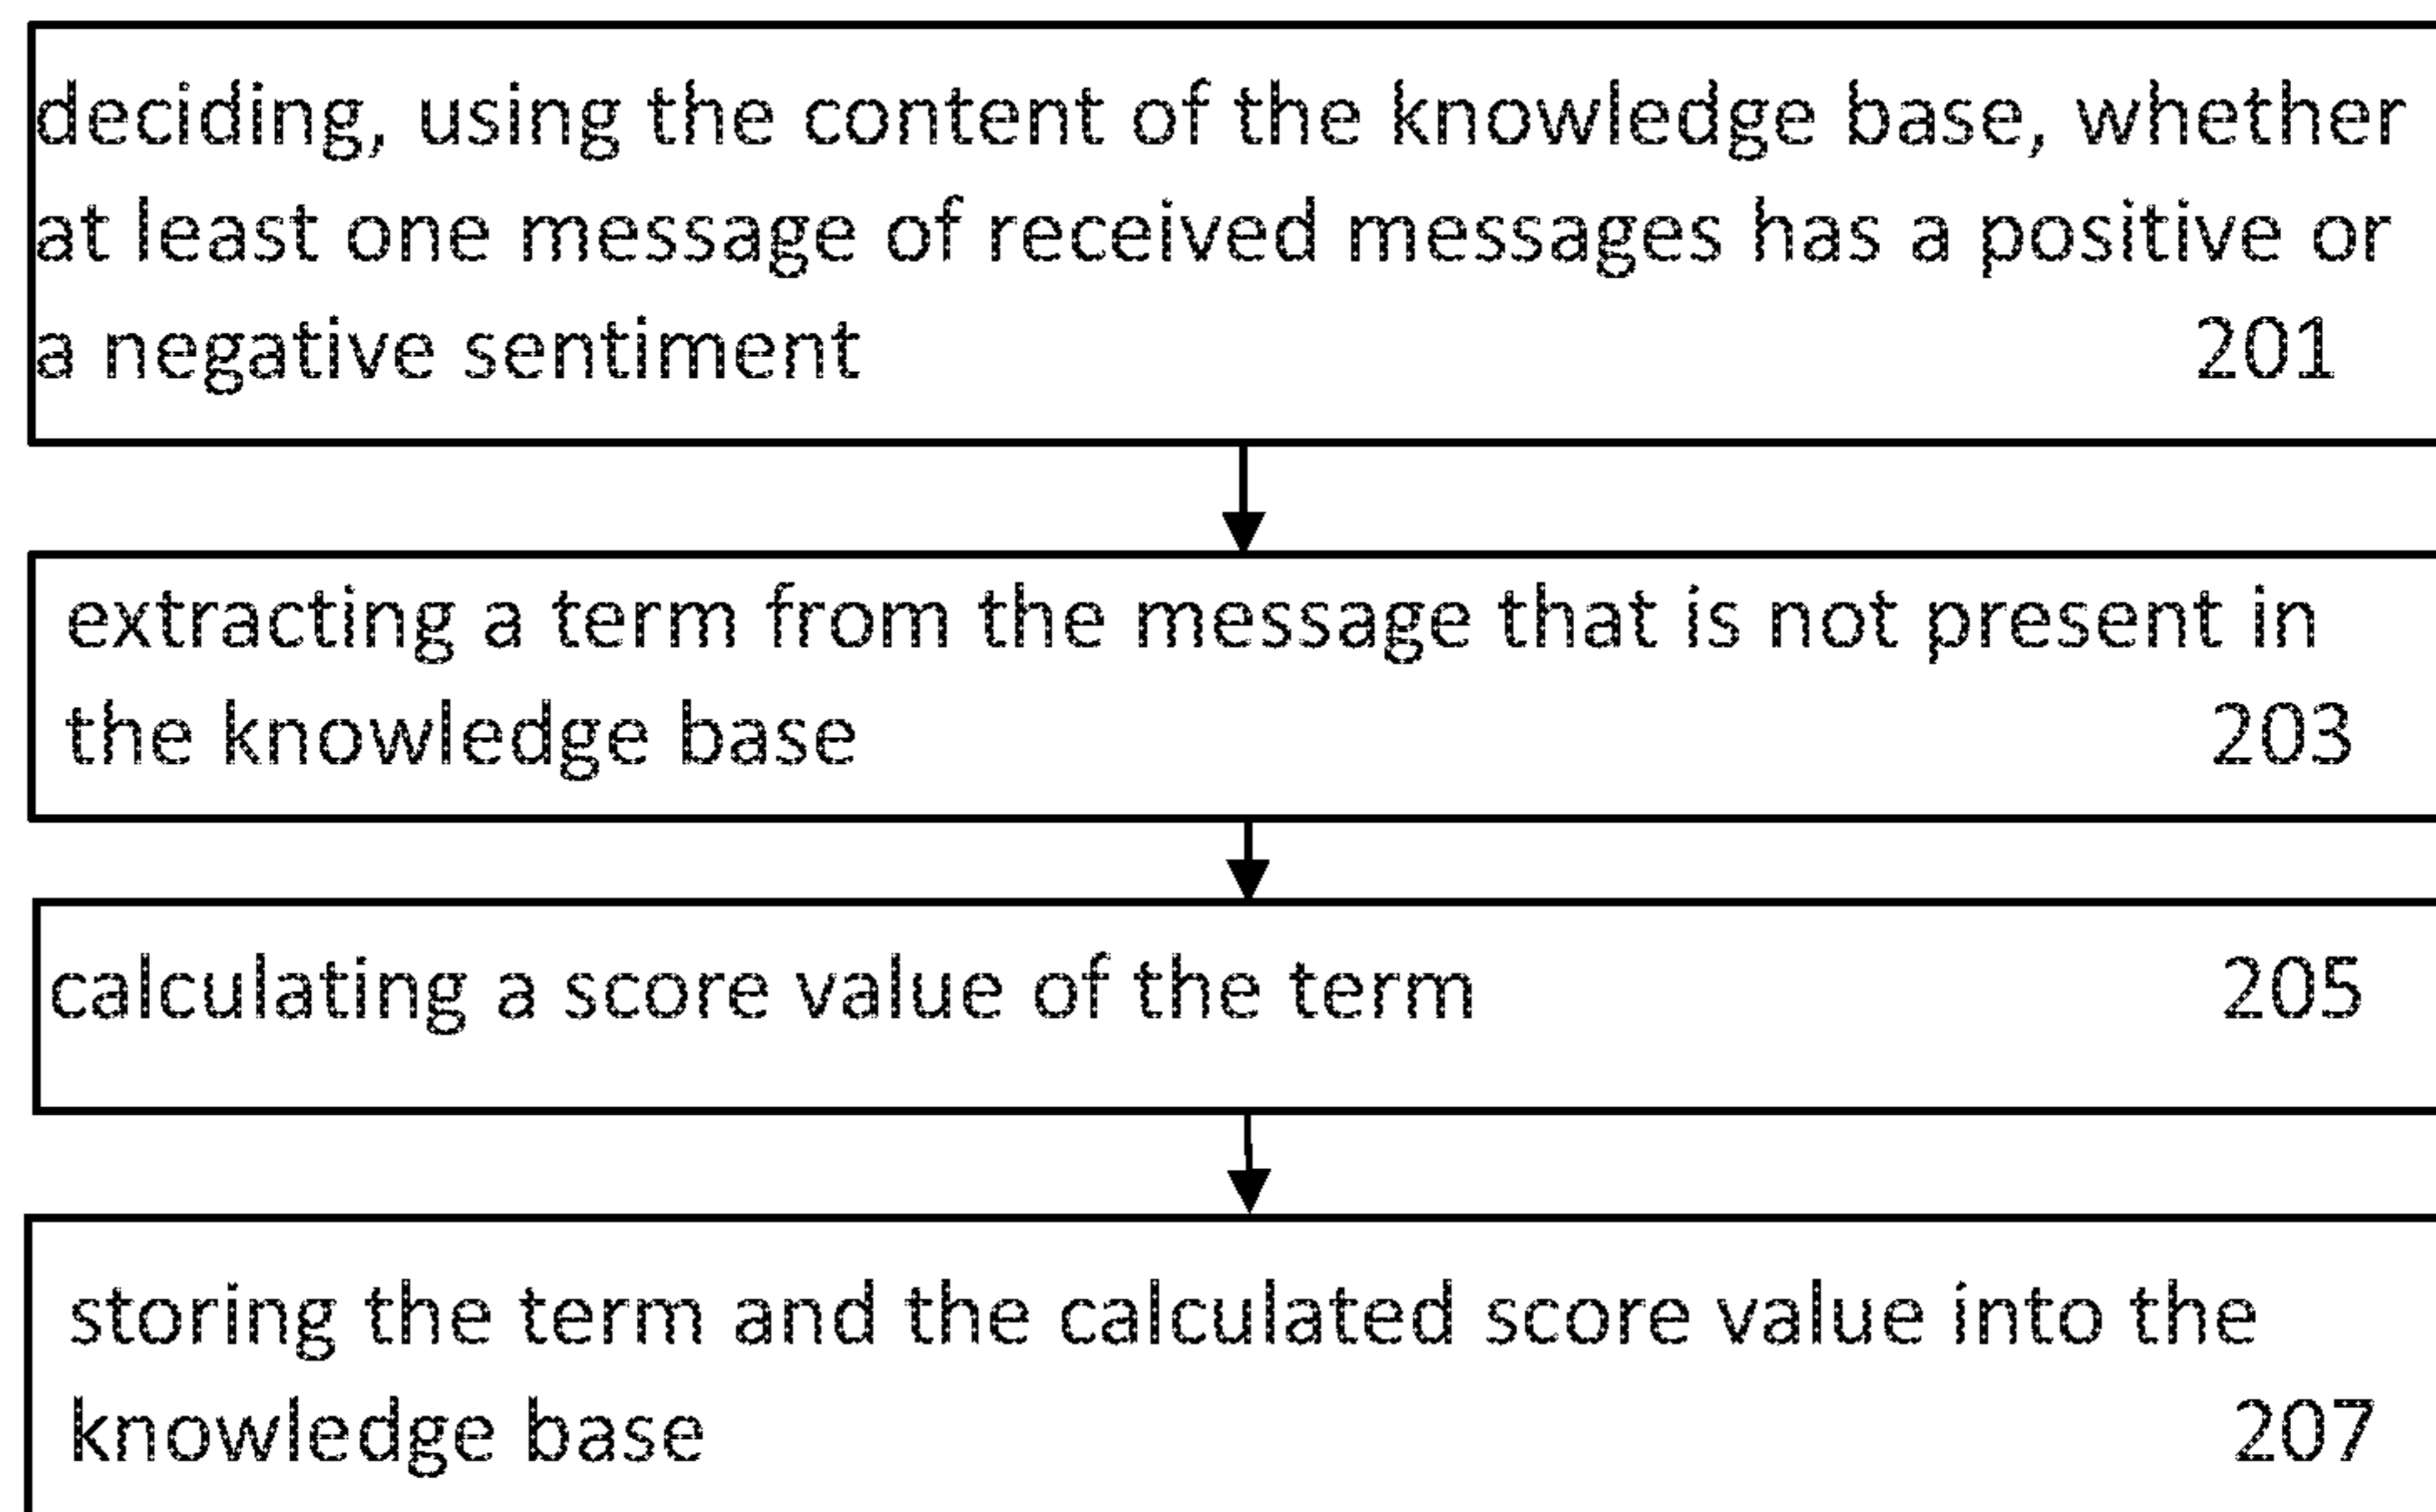 deciding, using the content of the knowledge base, whether
at least one message of received messages has a positive or
a negative sentiment 201
extracting a term from the message that is not present in
the knowledge base 203
calculating a score value of the term 205
storing the term and the calculated score value into the
knowledge base 207